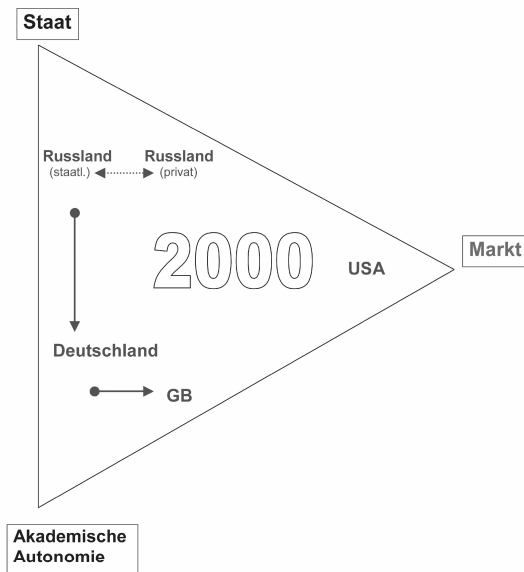 Staat
Russland Russland
(staatl.) (privat)
2000
USA
Markt
Deutschland
GB
Akademische
Autonomie